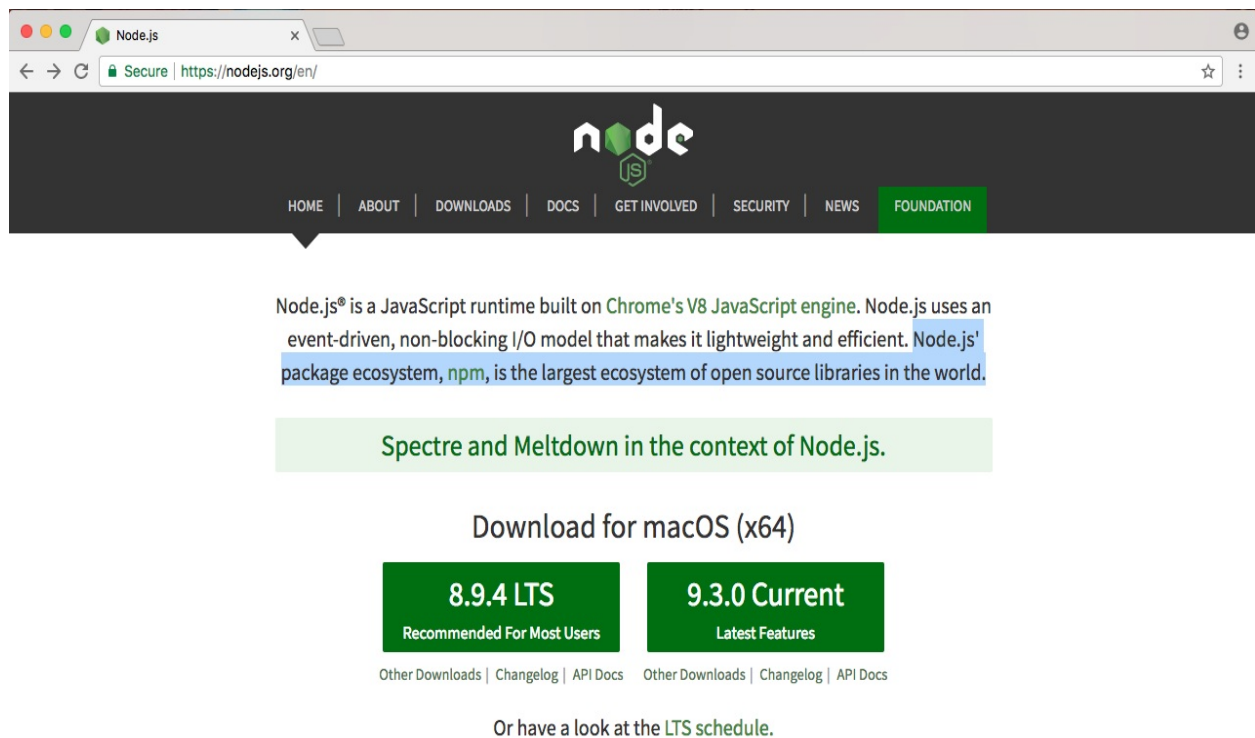 Node.js
Secure | https://nodejs.org/en/
node
JS
HOME | ABOUT | DOWNLOADS | DOCS | GET INVOLVED | SECURITY | NEWS FOUNDATION
Node.js® is a JavaScript runtime built on Chrome's V8 JavaScript engine. Node.js uses an
event-driven, non-blocking I/O model that makes it lightweight and efficient. Node.js'
package ecosystem, npm, is the largest ecosystem of open source libraries in the world.
Spectre and Meltdown in the context of Node.js.
Download for macOS (x64)
8.9.4 LTS 9.3.0 Current
Recommended For Most Users Latest Features
Other Downloads | Changelog | API Docs Other Downloads | Changelog | API Docs
Or have a look at the LTS schedule.